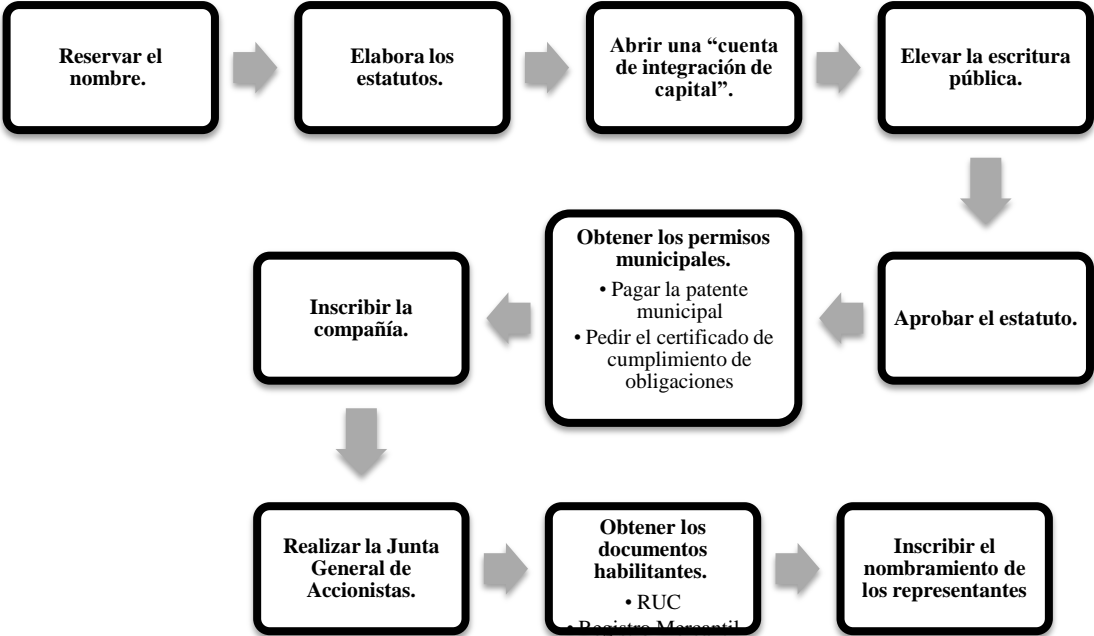 Reservar el
nombre.
Elabora los
estatutos.
Abrir una “cuenta
de integración de
capital”.
Elevar la escritura
pública.
Aprobar el estatuto.
Obtener los permisos
municipales.
• Pagar la patente
municipal
• Pedir el certificado de
cumplimiento de
obligaciones
Inscribir la
compañía.
Realizar la Junta
General de
Accionistas.
Obtener los
documentos
habilitantes.
• RUC
• Registro Mercantil
Inscribir el
nombramiento de
los representantes